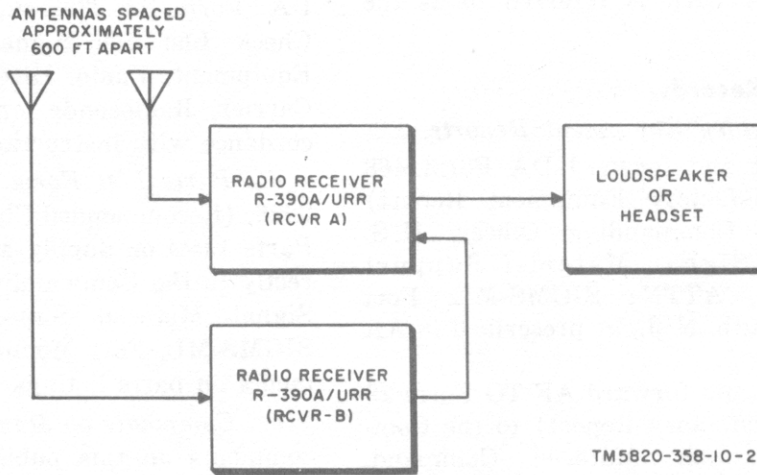 ANTENNAS SPACED
APPROXIMATELY
600 FT APART
RADIO RECEIVER
R-390A/URR
(RCVR A)
LOUDSPEAKER
OR
HEADSET
RADIO RECEIVER
R-390A/URR
(RCVR-B)
TM5820-358-10-2